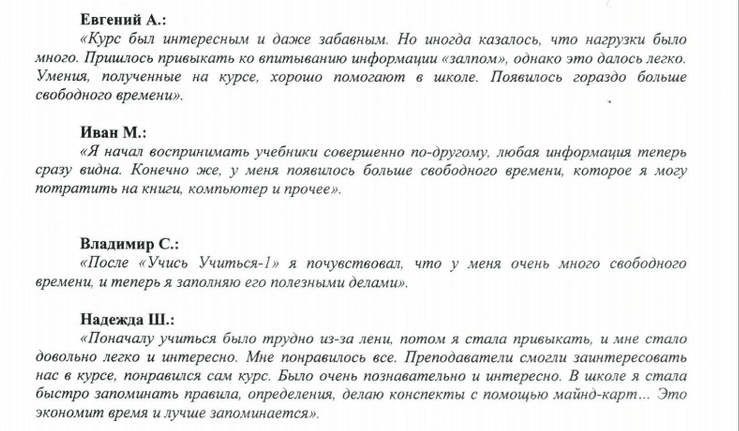 Евгений А.:
«Курс был интересным и даже забавным. Но иногда казалось, что нагрузки было
много. Пришлось привыкать ко впитыванию информации «залпом», однако это далось легко.
Умения, полученные на курсе, хорошо помогают в школе. Появилось гораздо больше
свободного времени».
Иван М.:
«Я начал воспринимать учебники совершенно по-другому, любая информация теперь
сразу видна. Конечно же, у меня появилось больше свободного времени, которое я могу
потратить на книги, компьютер и прочее».
Владимир С.:
«После «Учись Учиться-1» я почувствовал, что у меня очень много свободного
времени, и теперь я заполняю его полезными делами».
Надежда Ш.:
«Поначалу учиться было трудно из-за лени, потом я стала привыкать, и мне стало
довольно легко и интересно. Мне понравилось все. Преподаватели смогли заинтересовать
нас в курсе, понравился сам курс. Было очень познавательно и интересно. В школе я стала
быстро запоминать правила, определения, делаю конспекты с помощью майнд-карт… Это
экономит время и лучше запоминается».